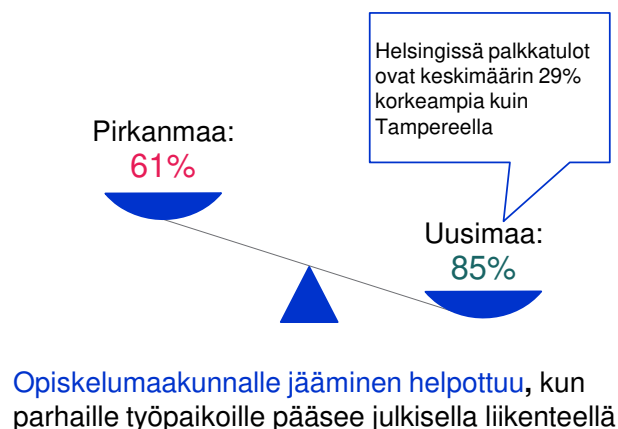 Helsingissä palkkatulot
ovat keskimäärin 29%
korkeampia kuin
Tampereella
Pirkanmaa:
61%
Uusimaa:
85%
Opiskelumaakunnalle jääminen helpottuu, kun
parhaille työpaikoille pääsee julkisella liikenteellä